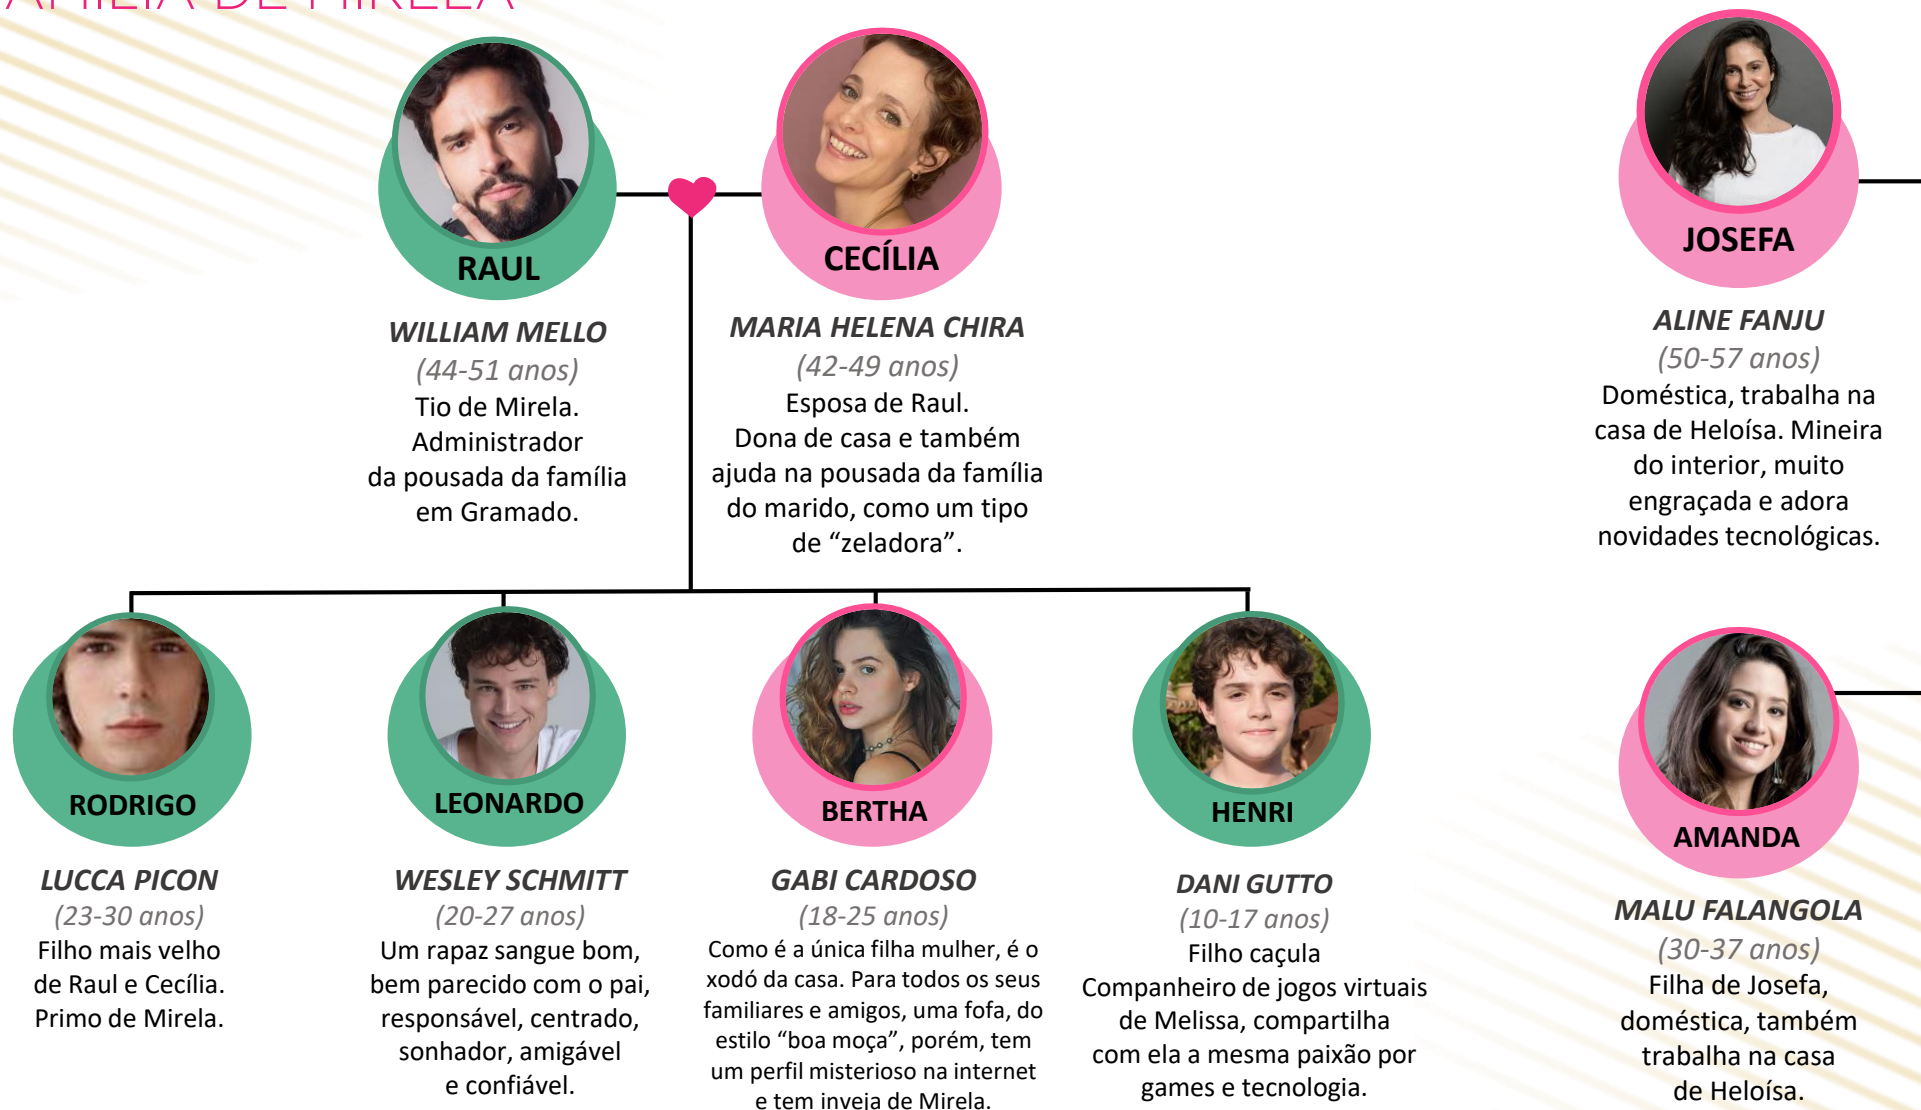 AMÍLIA DE MIRELA
RAUL
WILLIAM MELLO
(44-51 anos)
Tio de Mirela.
Administrador
da pousada da família
em Gramado.
CECÍLIA
MARIA HELENA CHIRA
(42-49 anos)
Esposa de Raul.
Dona de casa e também
ajuda na pousada da família
do marido, como um tipo
de “zeladora”.
JOSEFA
ALINE FANJU
(50-57 anos)
Doméstica, trabalha na
casa de Heloísa. Mineira
do interior, muito
engraçada e adora
novidades tecnológicas.
RODRIGO
LUCCA PICON
(23-30 anos)
Filho mais velho
de Raul e Cecília.
Primo de Mirela.
LEONARDO
WESLEY SCHMITT
(20-27 anos)
Um rapaz sangue bom,
bem parecido com o pai,
responsável, centrado,
sonhador, amigável
e confiável.
BERTHA
GABI CARDOSO
(18-25 anos)
Como é a única filha mulher, é o
xodó da casa. Para todos os seus
familiares e amigos, uma fofa, do
estilo “boa moça”, porém, tem
um perfil misterioso na internet
e tem inveja de Mirela.
HENRI
DANI GUTTO
(10-17 anos)
Filho caçula
Companheiro de jogos virtuais
de Melissa, compartilha
com ela a mesma paixão por
games e tecnologia.
AMANDA
MALU FALANGOLA
(30-37 anos)
Filha de Josefa,
doméstica, também
trabalha na casa
de Heloísa.